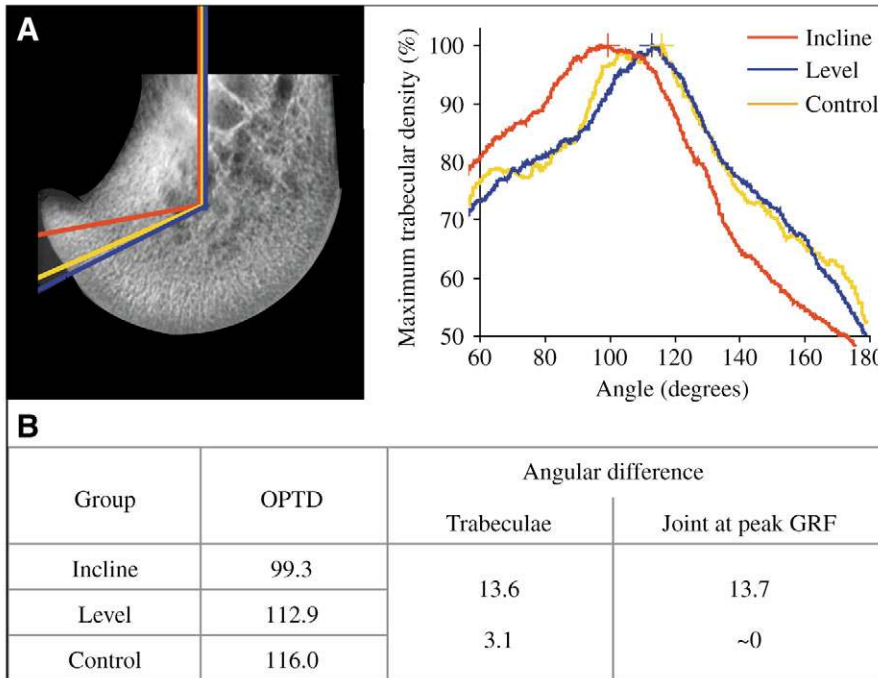 A
Maximum trabecular density (%)
100
90
80
70
60
50
60 80 100 120 140 160 180
Angle (degrees)
Incline
Level
Control
B
Group OPTD Angular difference
Trabeculae Joint at peak GRF
Incline 99.3
13.6 13.7
Level 112.9
3.1 ~0
Control 116.0